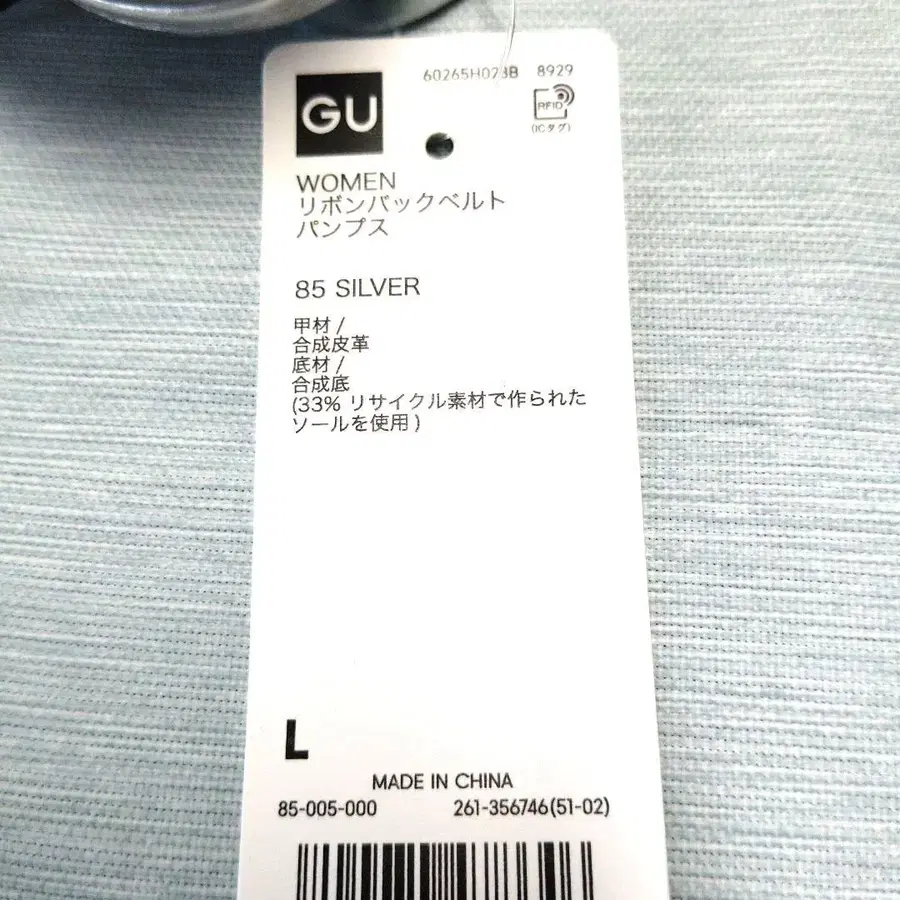 GU
60265H023B 8929
RFID
(ICタグ)
WOMEN
リボンバックベルト
パンプス
85 SILVER
甲材 /
合成皮革
底材 /
合成底
(33% リサイクル素材で作られた
ソールを使用)
L
MADE IN CHINA
85-005-000 261-356746(51-02)